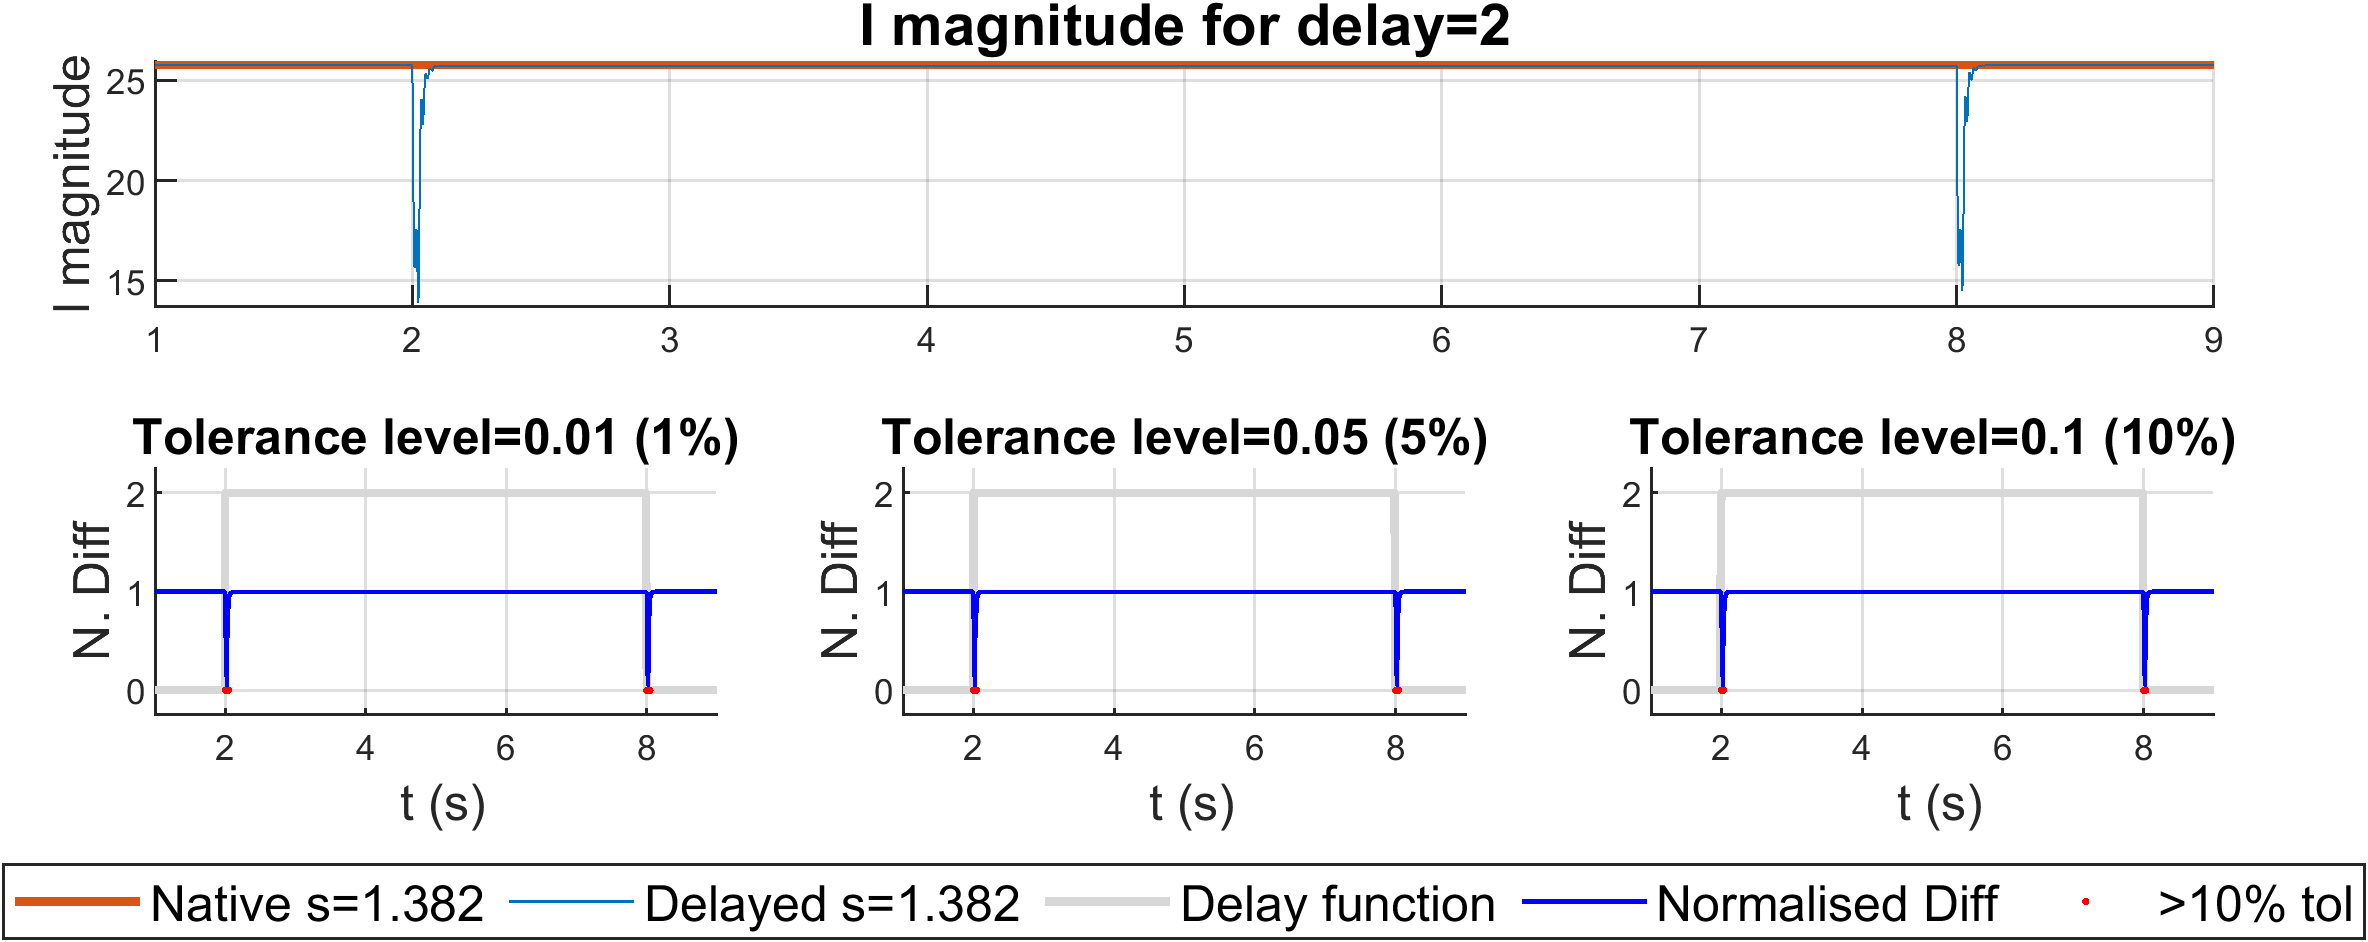 I magnitude for delay=2
I magnitude
25
20
15
1 2 3 4 5 6 7 8 9
Tolerance level=0.01 (1%)
N. Diff
2
1
0
2 4 6 8
t (s)
Tolerance level=0.05 (5%)
N. Diff
2
1
0
2 4 6 8
t (s)
Tolerance level=0.1 (10%)
N. Diff
2
1
0
2 4 6 8
t (s)
Native s=1.382 Delayed s=1.382 Delay function Normalised Diff >10% tol